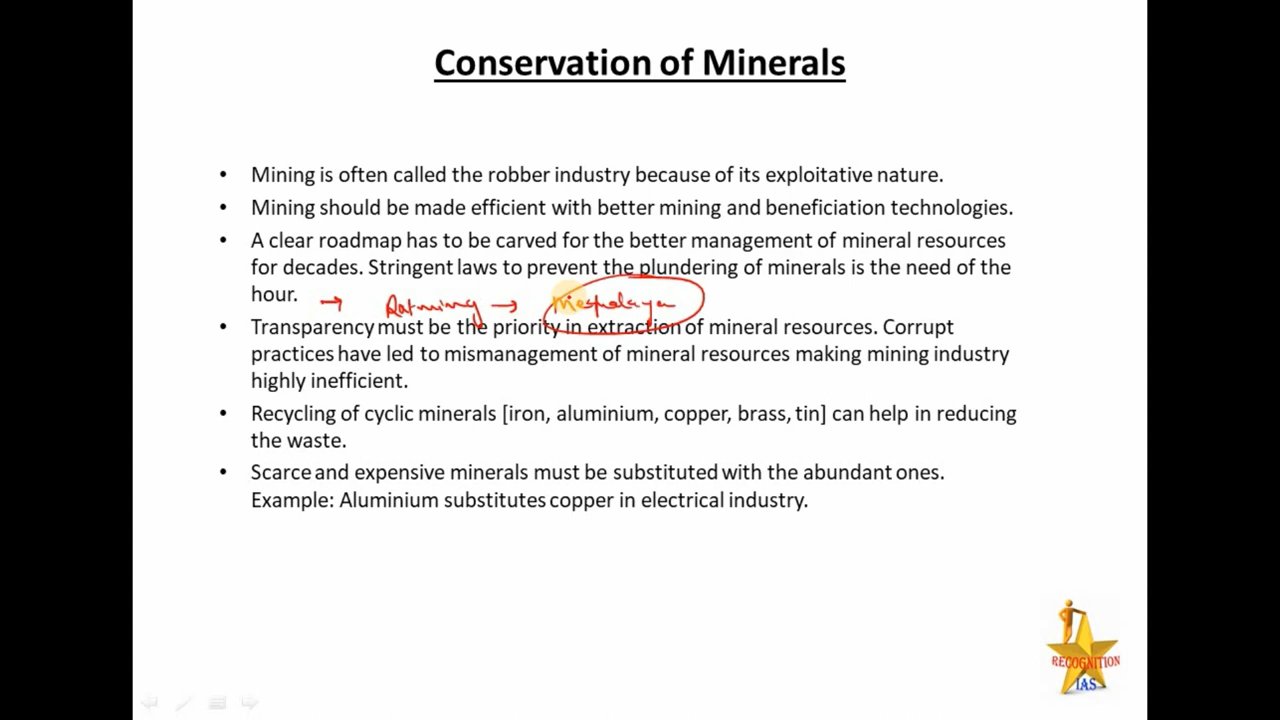 Conservation of Minerals
• Mining is often called the robber industry because of its exploitative nature.
• Mining should be made efficient with better mining and beneficiation technologies.
• A clear roadmap has to be carved for the better management of mineral resources
for decades. Stringent laws to prevent the plundering of minerals is the need of the
hour.
→ Ratmining → Meghalaya
• Transparency must be the priority in extraction of mineral resources. Corrupt
practices have led to mismanagement of mineral resources making mining industry
highly inefficient.
• Recycling of cyclic minerals [iron, aluminium, copper, brass, tin] can help in reducing
the waste.
• Scarce and expensive minerals must be substituted with the abundant ones.
Example: Aluminium substitutes copper in electrical industry.
RECOGNITION
IAS